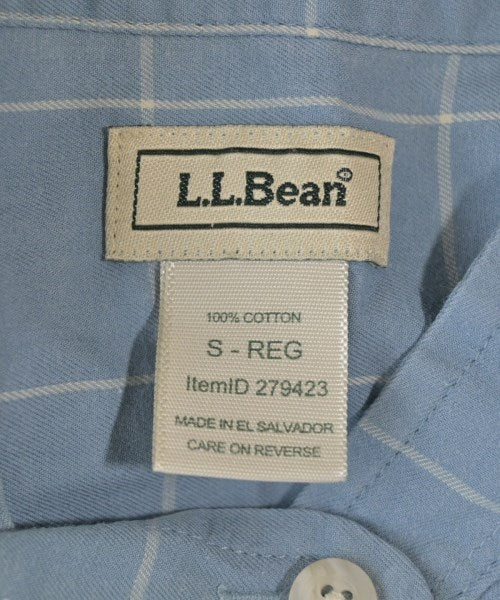 L.L.Bean®
100% COTTON
S - REG
ItemID 279423
MADE IN EL SALVADOR
CARE ON REVERSE